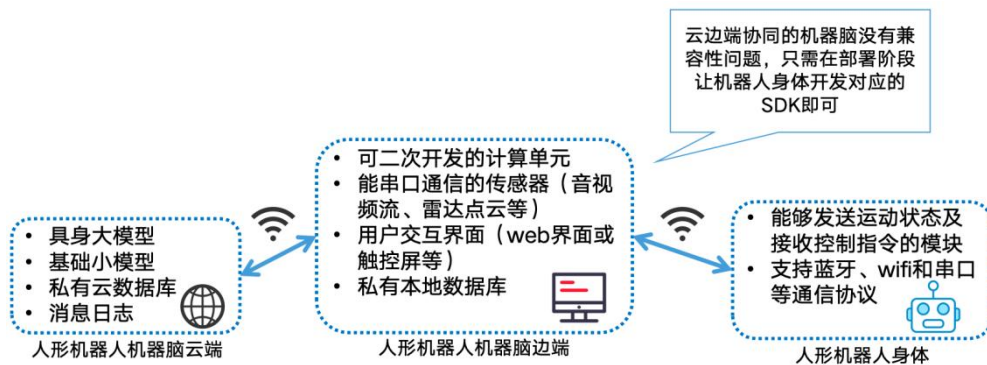 云边端协同的机器脑没有兼
容性问题，只需在部署阶段
让机器人身体开发对应的
SDK即可
• 具身大模型
• 基础小模型
• 私有云数据库
• 消息日志
人形机器人机器脑云端
• 可二次开发的计算单元
• 能串口通信的传感器（音视
频流、雷达点云等）
• 用户交互界面（web界面或
触控屏等）
• 私有本地数据库
人形机器人机器脑边端
• 能够发送运动状态及
接收控制指令的模块
• 支持蓝牙、wifi和串口
等通信协议
人形机器人身体